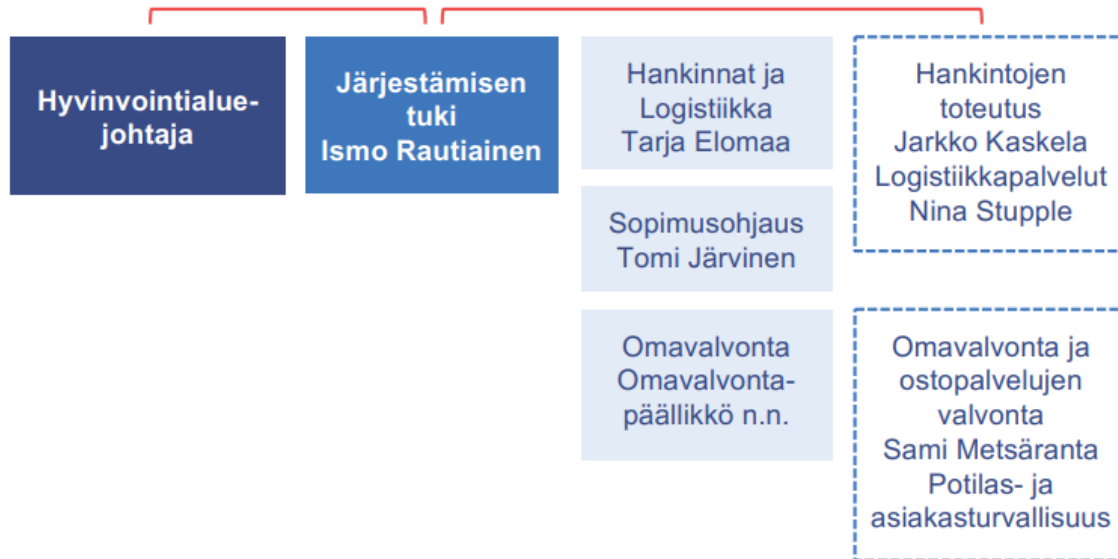 Hyvinvointialue-
johtaja
Järjestämisen
tuki
Ismo Rautiainen
Hankinnat ja
Logistiikka
Tarja Elomaa
Sopimusohjaus
Tomi Järvinen
Omavalvonta
Omavalvonta-
päällikkö n.n.
Hankintojen
toteutus
Jarkko Kaskela
Logistiikkapalvelut
Nina Stupple
Omavalvonta ja
ostopalvelujen
valvonta
Sami Metsäranta
Potilas- ja
asiakasturvallisuus